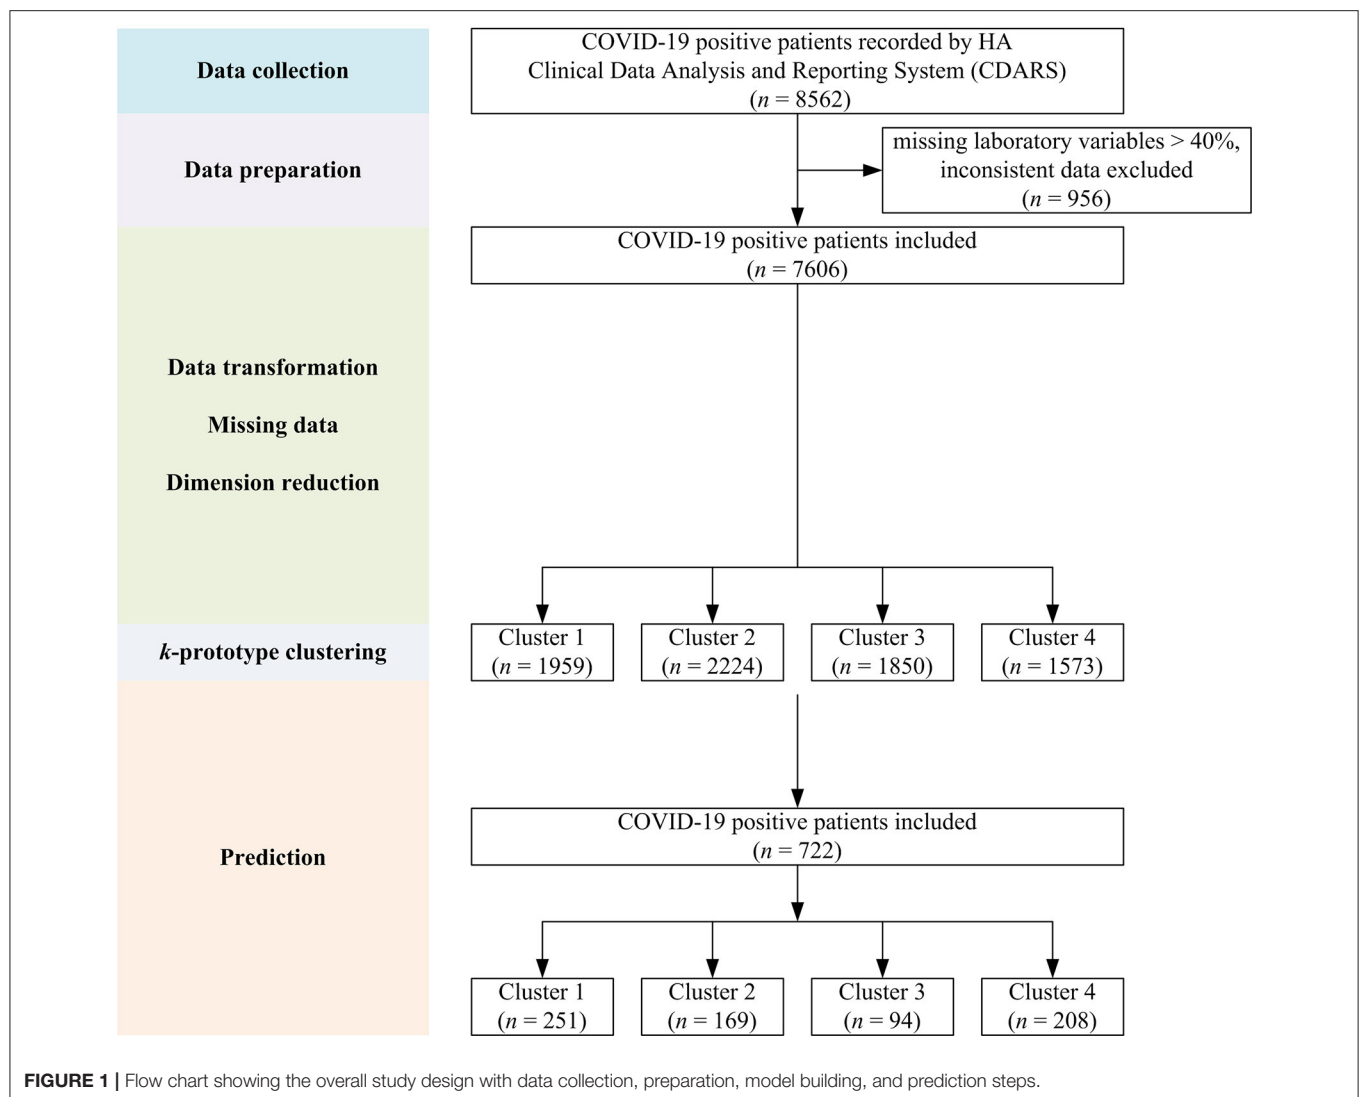 Data collection
COVID-19 positive patients recorded by HA
Clinical Data Analysis and Reporting System (CDARS)
(n = 8562)
Data preparation
missing laboratory variables > 40%,
inconsistent data excluded
(n = 956)
COVID-19 positive patients included
(n = 7606)
Data transformation
Missing data
Dimension reduction
k-prototype clustering
Cluster 1
(n = 1959)
Cluster 2
(n = 2224)
Cluster 3
(n = 1850)
Cluster 4
(n = 1573)
Prediction
COVID-19 positive patients included
(n = 722)
Cluster 1
(n = 251)
Cluster 2
(n = 169)
Cluster 3
(n = 94)
Cluster 4
(n = 208)
FIGURE 1 | Flow chart showing the overall study design with data collection, preparation, model building, and prediction steps.